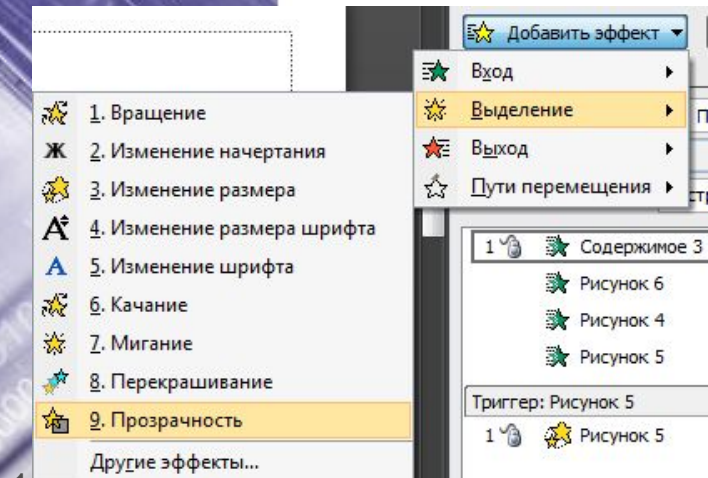 Добавить эффект
Вход
Выделение
Выход
Пути перемещения
1. Вращение
2. Изменение начертания
3. Изменение размера
4. Изменение размера шрифта
5. Изменение шрифта
6. Качание
7. Мигание
8. Перекрашивание
9. Прозрачность
Другие эффекты...
1 Содержимое 3
Рисунок 6
Рисунок 4
Рисунок 5
Триггер: Рисунок 5
1 Рисунок 5